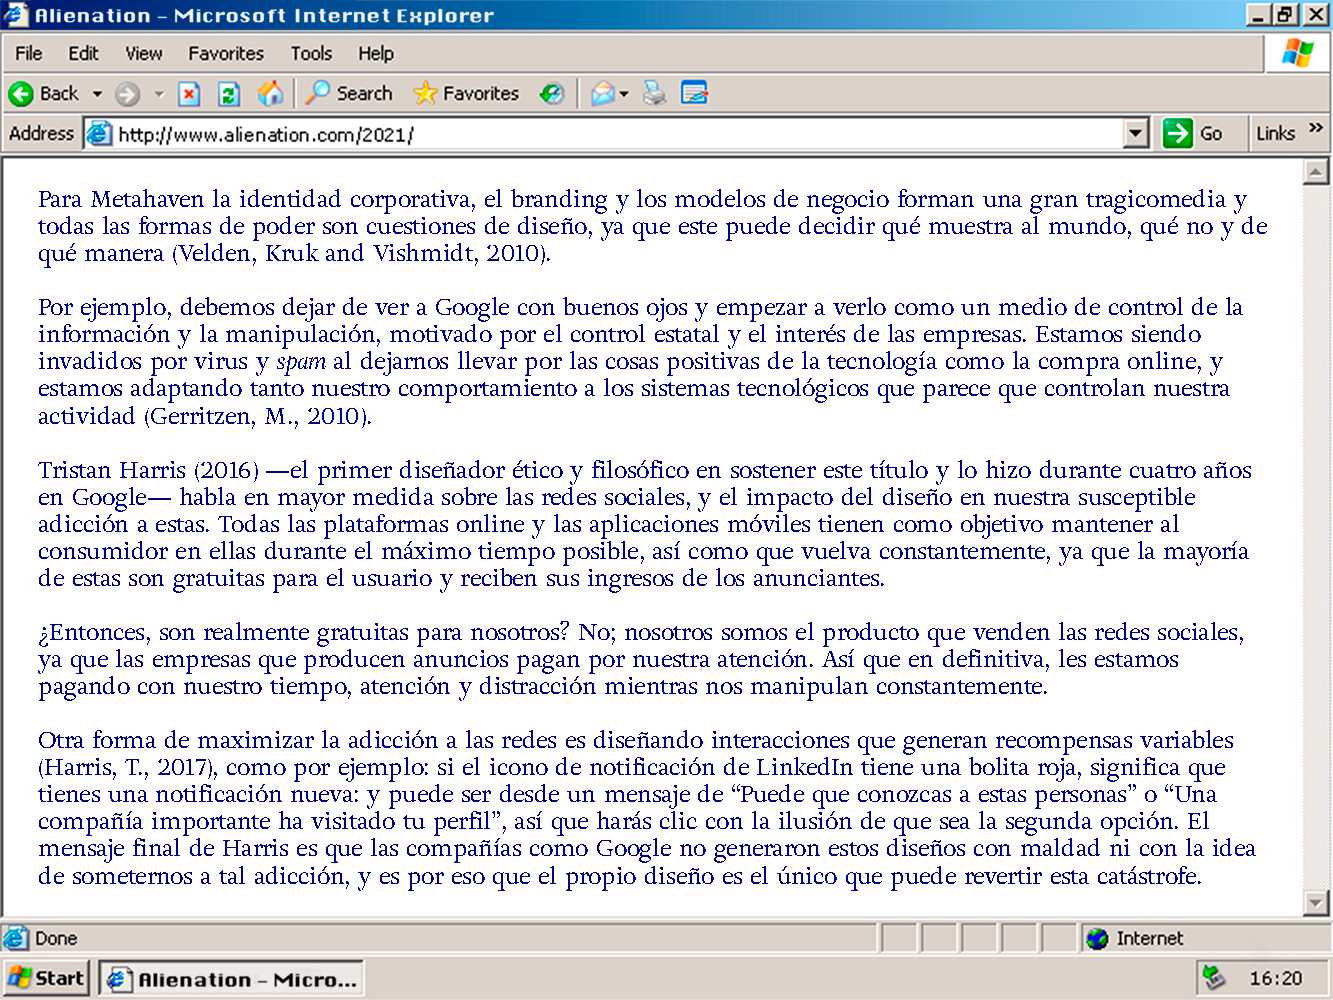 Alienation - Microsoft Internet Explorer
File Edit View Favorites Tools Help
Back Search Favorites
Address http://www.alienation.com/2021/ Go Links »
Para Metahaven la identidad corporativa, el branding y los modelos de negocio forman una gran tragicomedia y
todas las formas de poder son cuestiones de diseño, ya que este puede decidir qué muestra al mundo, qué no y de
qué manera (Velden, Kruk and Vishmidt, 2010).
Por ejemplo, debemos dejar de ver a Google con buenos ojos y empezar a verlo como un medio de control de la
información y la manipulación, motivado por el control estatal y el interés de las empresas. Estamos siendo
invadidos por virus y spam al dejarnos llevar por las cosas positivas de la tecnología como la compra online, y
estamos adaptando tanto nuestro comportamiento a los sistemas tecnológicos que parece que controlan nuestra
actividad (Gerritzen, M., 2010).
Tristan Harris (2016) —el primer diseñador ético y filosófico en sostener este título y lo hizo durante cuatro años
en Google— habla en mayor medida sobre las redes sociales, y el impacto del diseño en nuestra susceptible
adicción a estas. Todas las plataformas online y las aplicaciones móviles tienen como objetivo mantener al
consumidor en ellas durante el máximo tiempo posible, así como que vuelva constantemente, ya que la mayoría
de estas son gratuitas para el usuario y reciben sus ingresos de los anunciantes.
¿Entonces, son realmente gratuitas para nosotros? No; nosotros somos el producto que venden las redes sociales,
ya que las empresas que producen anuncios pagan por nuestra atención. Así que en definitiva, les estamos
pagando con nuestro tiempo, atención y distracción mientras nos manipulan constantemente.
Otra forma de maximizar la adicción a las redes es diseñando interacciones que generan recompensas variables
(Harris, T., 2017), como por ejemplo: si el icono de notificación de LinkedIn tiene una bolita roja, significa que
tienes una notificación nueva: y puede ser desde un mensaje de “Puede que conozcas a estas personas” o “Una
compañía importante ha visitado tu perfil”, así que harás clic con la ilusión de que sea la segunda opción. El
mensaje final de Harris es que las compañías como Google no generaron estos diseños con maldad ni con la idea
de someternos a tal adicción, y es por eso que el propio diseño es el único que puede revertir esta catástrofe.
Done Internet
Start Alienation - Micro... 16:20